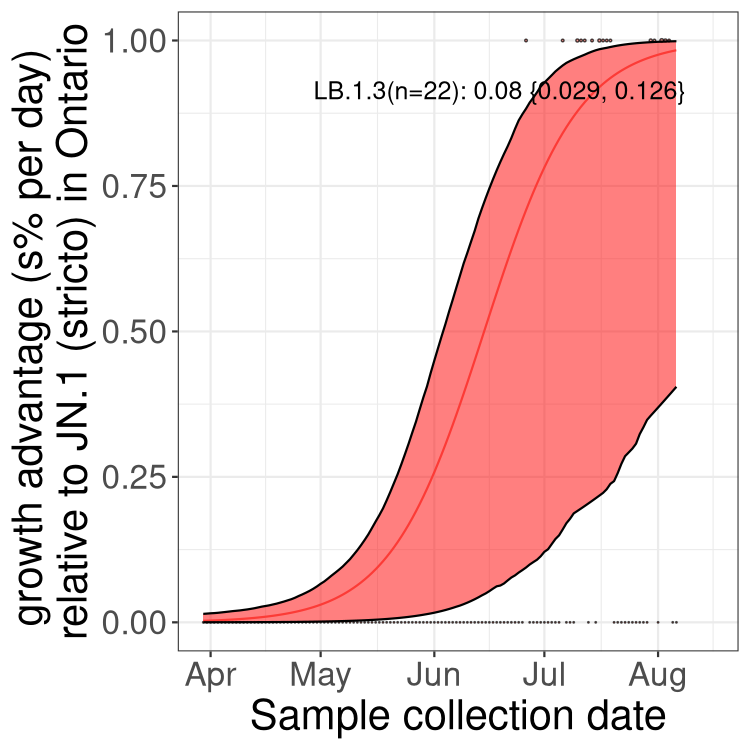 growth advantage (s% per day)
relative to JN.1 (stricto) in Ontario
1.00
0.75
0.50
0.25
0.00
LB.1.3(n=22): 0.08 {0.029, 0.126}
Apr May Jun Jul Aug
Sample collection date